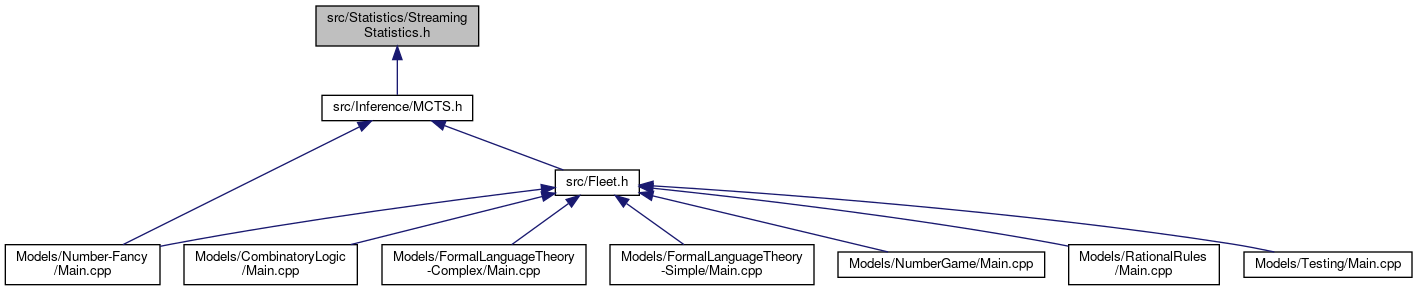 src/Statistics/Streaming
Statistics.h
src/Inference/MCTS.h
src/Fleet.h
Models/Number-Fancy
/Main.cpp
Models/CombinatoryLogic
/Main.cpp
Models/FormalLanguageTheory
-Complex/Main.cpp
Models/FormalLanguageTheory
-Simple/Main.cpp
Models/NumberGame/Main.cpp
Models/RationalRules
/Main.cpp
Models/Testing/Main.cpp